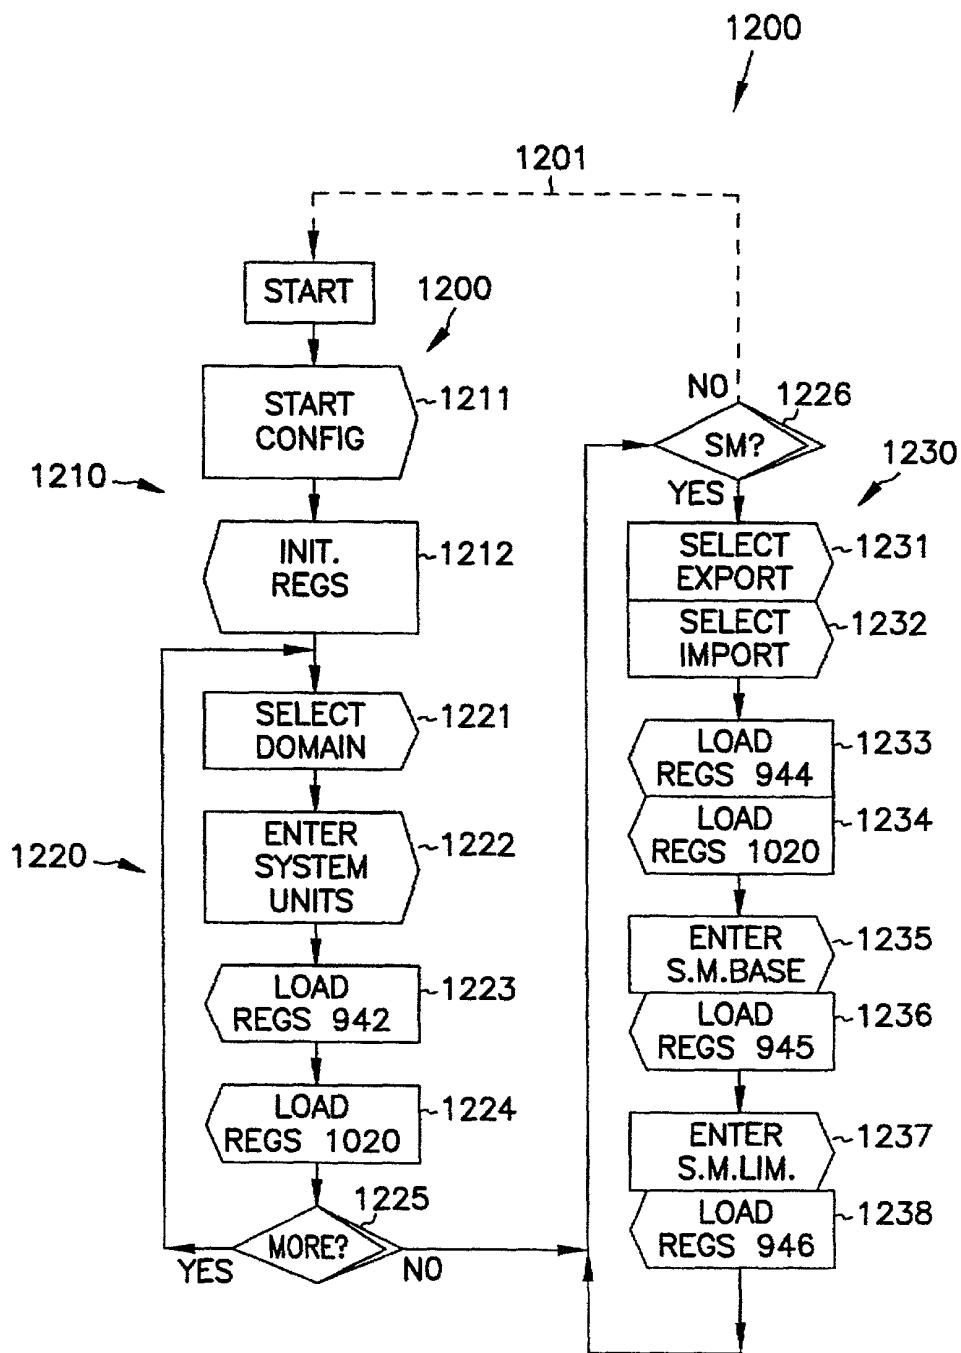 1200
1201
START
1200
START
CONFIG
1211
1210
INIT.
REGS
1212
SELECT
DOMAIN
1221
1220
ENTER
SYSTEM
UNITS
1222
LOAD
REGS 942
1223
LOAD
REGS 1020
1224
MORE?
1225
YES
NO
NO
SM?
1226
YES
1230
SELECT
EXPORT
1231
SELECT
IMPORT
1232
LOAD
REGS 944
1233
LOAD
REGS 1020
1234
ENTER
S.M.BASE
1235
LOAD
REGS 945
1236
ENTER
S.M.LIM.
1237
LOAD
REGS 946
1238